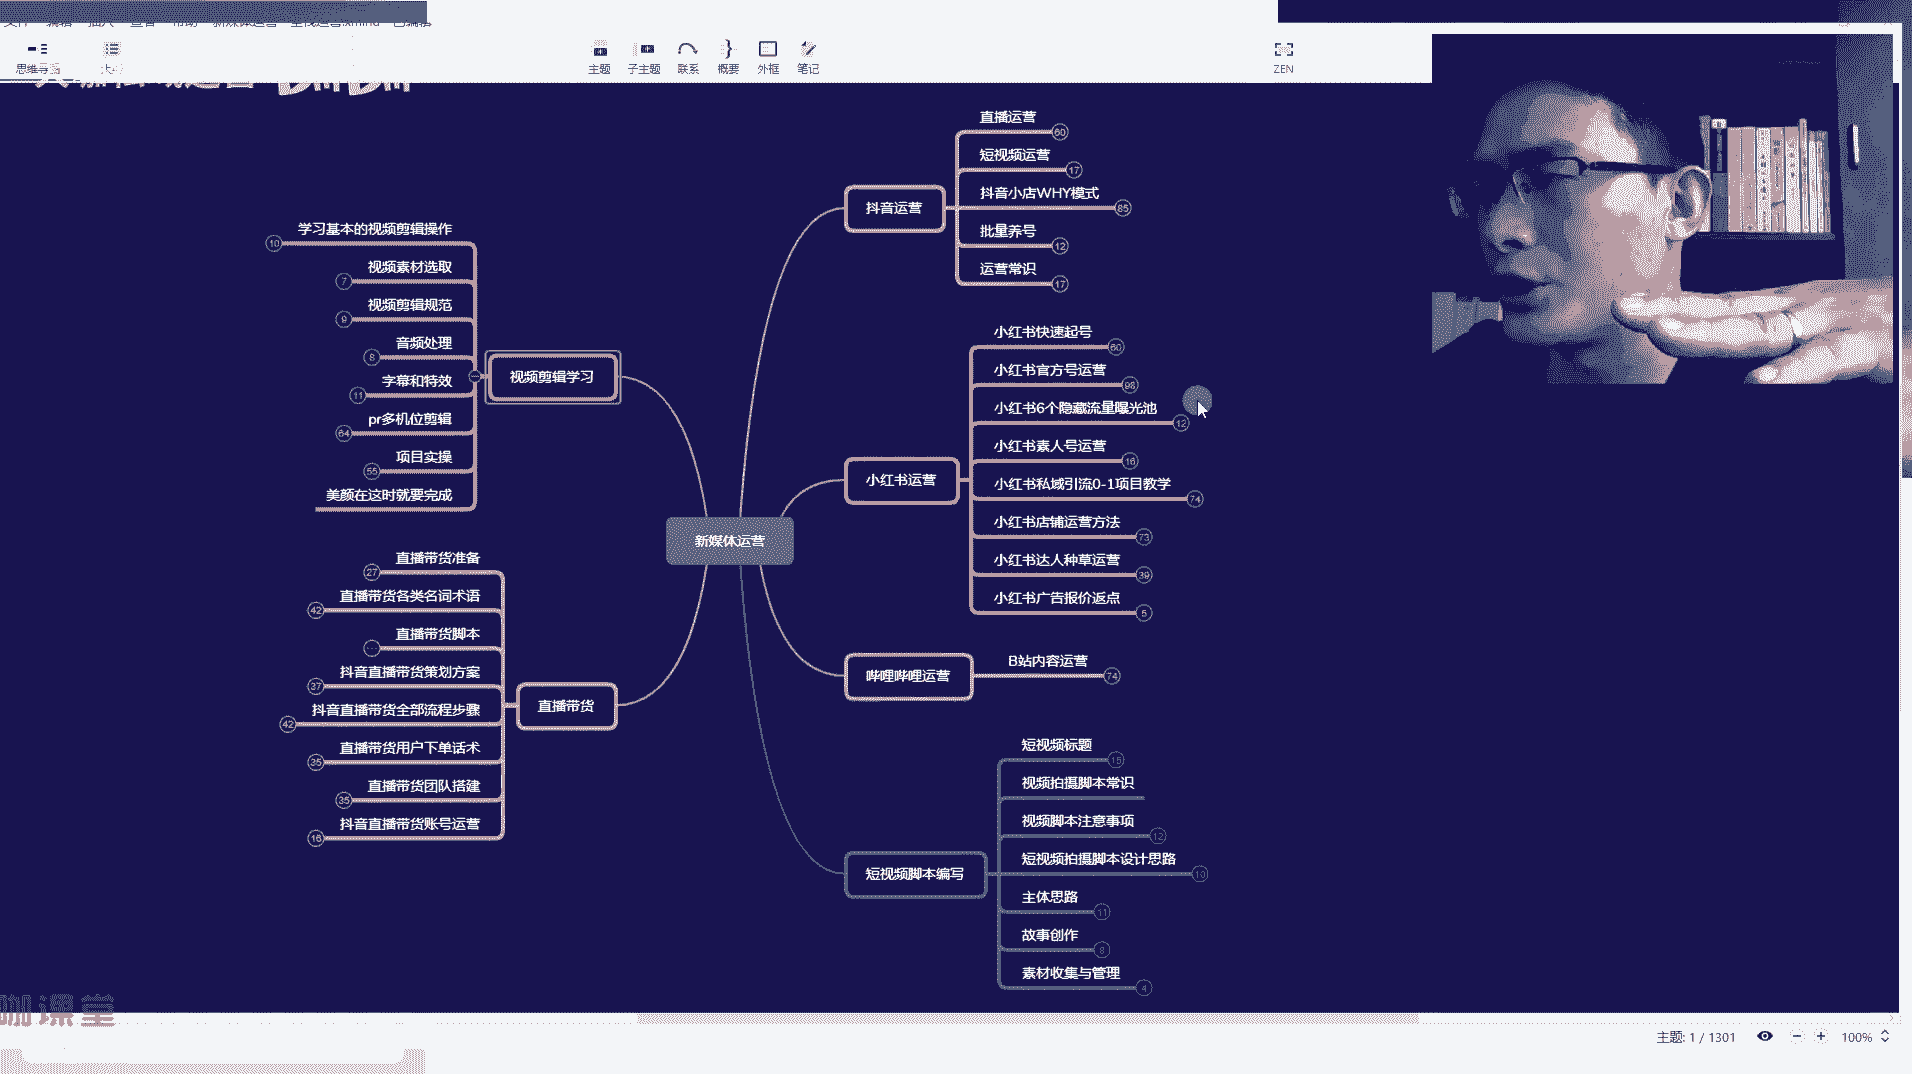 思维导图
主题
子主题
联系
概要
外框
笔记
ZEN
新媒体运营
视频剪辑学习
学习基本的视频剪辑操作
10
视频素材选取
7
视频剪辑规范
9
音频处理
8
字幕和特效
11
pr多机位剪辑
64
项目实操
55
美颜在这时就要完成
直播带货
直播带货准备
27
直播带货各类名词术语
42
直播带货脚本
抖音直播带货策划方案
37
抖音直播带货全部流程步骤
42
直播带货用户下单话术
35
直播带货团队搭建
35
抖音直播带货账号运营
16
抖音运营
直播运营
60
短视频运营
17
抖音小店WHY模式
85
批量养号
12
运营常识
17
小红书运营
小红书快速起号
60
小红书官方号运营
98
小红书6个隐藏流量曝光池
12
小红书素人号运营
16
小红书私域引流0-1项目教学
74
小红书店铺运营方法
73
小红书达人种草运营
39
小红书广告报价返点
5
哔哩哔哩运营
B站内容运营
74
短视频脚本编写
短视频标题
15
视频拍摄脚本常识
视频脚本注意事项
12
短视频拍摄脚本设计思路
10
主体思路
11
故事创作
8
素材收集与管理
4
咖课堂
主题: 1 / 1301
100%